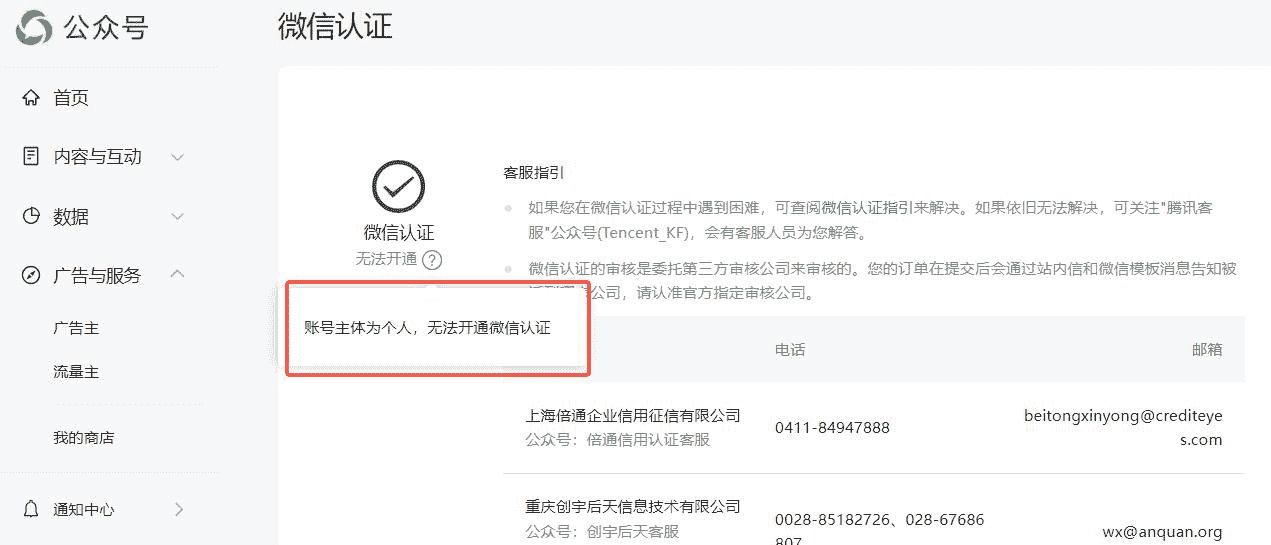 公众号
微信认证
首页
内容与互动
数据
广告与服务
广告主
流量主
我的商店
通知中心
微信认证
无法开通 ?
账号主体为个人，无法开通微信认证
客服指引
如果您在微信认证过程中遇到困难，可查阅微信认证指引来解决。如果依旧无法解决，可关注"腾讯客
服"公众号(Tencent_KF)，会有客服人员为您解答。
微信认证的审核是委托第三方审核公司来审核的。您的订单在提交后会通过站内信和微信模板消息告知被
公司，请认准官方指定审核公司。
电话
邮箱
上海倍通企业信用征信有限公司
公众号：倍通信用认证客服
0411-84947888
beitongxinyong@crediteye
s.com
重庆创宇后天信息技术有限公司
公众号：创宇后天客服
0028-85182726、028-67686
807
wx@anquan.org